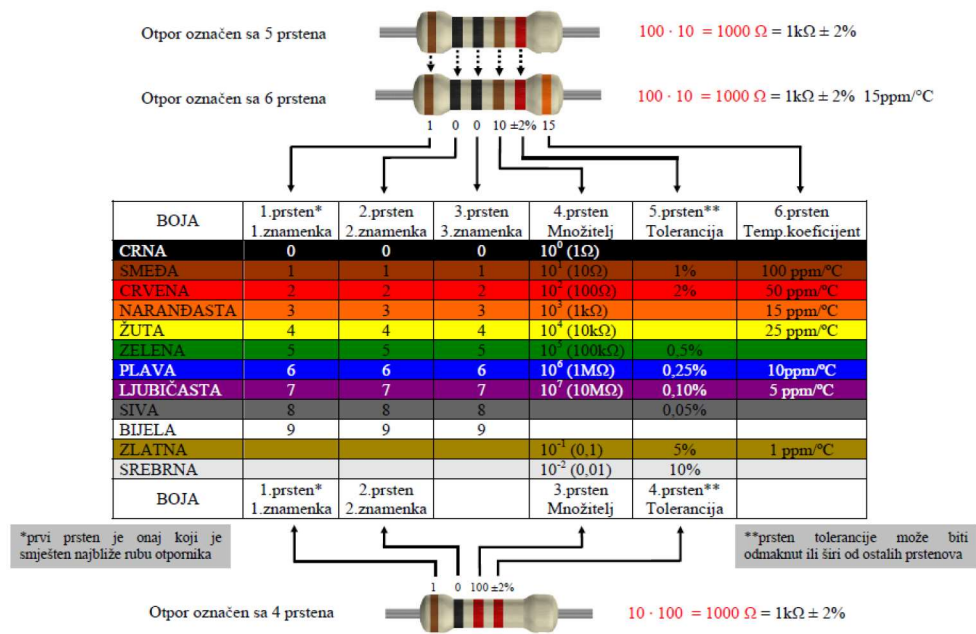 Otpor označen sa 5 prstena
100 · 10 = 1000 Ω = 1kΩ ± 2%
Otpor označen sa 6 prstena
100 · 10 = 1000 Ω = 1kΩ ± 2% 15ppm/°C
1 0 0 10 ±2% 15
BOJA 1.prsten* 2.prsten 3.prsten 4.prsten 5.prsten** 6.prsten
1.znamenka 2.znamenka 3.znamenka Množitelj Tolerancija Temp.koeficijent
CRNA 0 0 0 10⁰ (1Ω)
SMEĐA 1 1 1 10¹ (10Ω) 1% 100 ppm/ºC
CRVENA 2 2 2 10² (100Ω) 2% 50 ppm/ºC
NARANĐASTA 3 3 3 10³ (1kΩ) 15 ppm/ºC
ŽUTA 4 4 4 10⁴ (10kΩ) 25 ppm/ºC
ZELENA 5 5 5 10⁵ (100kΩ) 0,5%
PLAVA 6 6 6 10⁶ (1MΩ) 0,25% 10ppm/ºC
LJUBIČASTA 7 7 7 10⁷ (10MΩ) 0,10% 5 ppm/ºC
SIVA 8 8 8 0,05%
BIJELA 9 9 9
ZLATNA 10⁻¹ (0,1) 5% 1 ppm/ºC
SREBRNA 10⁻² (0,01) 10%
BOJA 1.prsten* 2.prsten 3.prsten 4.prsten**
1.znamenka 2.znamenka Množitelj Tolerancija
*prvi prsten je onaj koji je
smješten najbliže rubu otpornika
**prsten tolerancije može biti
odmaknut ili širi od ostalih prstenova
1 0 100 ±2%
Otpor označen sa 4 prstena
10 · 100 = 1000 Ω = 1kΩ ± 2%